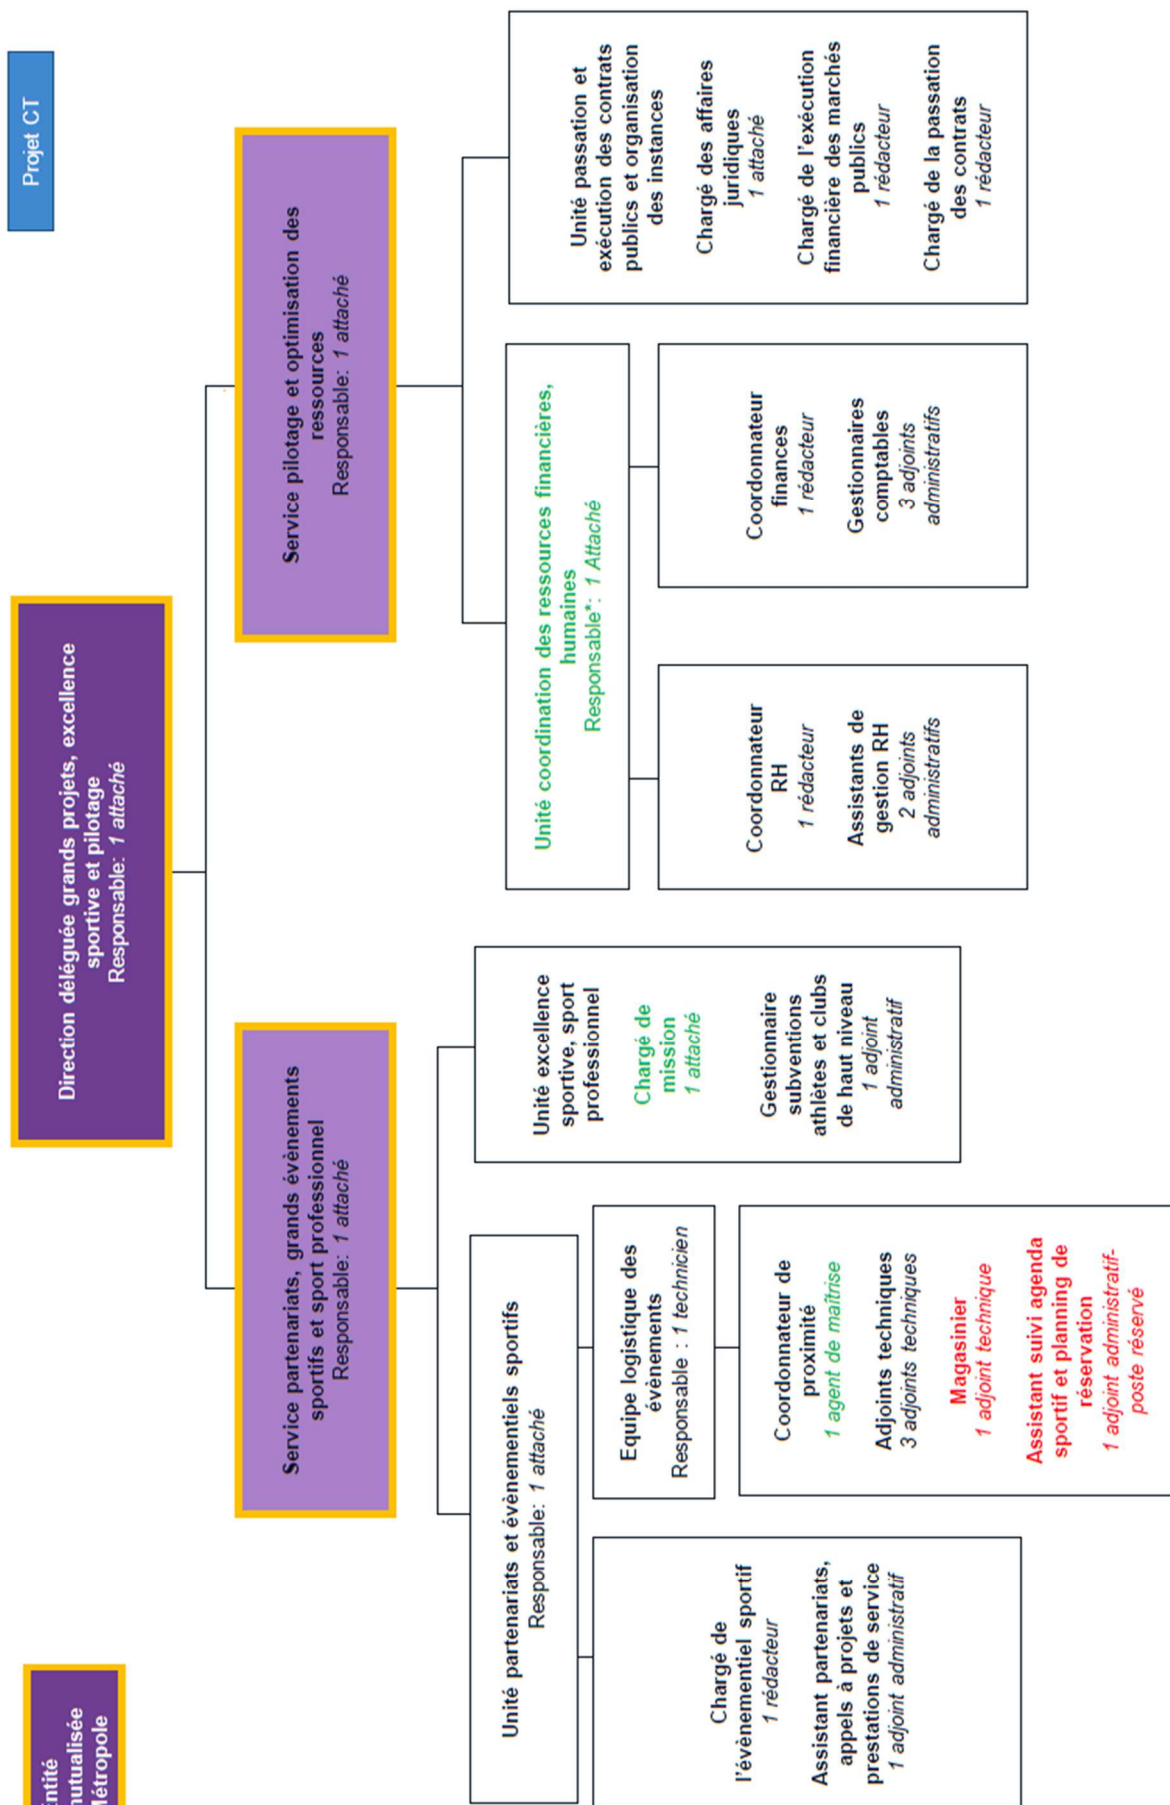 Projet CT
Entité
mutualisée
Métropole
Direction déléguée grands projets, excellence
sportive et pilotage
Responsable: 1 attaché
Service partenariats, grands évènements
sportifs et sport professionnel
Responsable: 1 attaché
Service pilotage et optimisation des
ressources
Responsable: 1 attaché
Unité partenariats et évènementiels sportifs
Responsable: 1 attaché
Chargé de
l'évènementiel sportif
1 rédacteur
Assistant partenariats,
appels à projets et
prestations de service
1 adjoint administratif
Equipe logistique des
évènements
Responsable : 1 technicien
Coordonnateur de
proximité
1 agent de maîtrise
Adjoints techniques
3 adjoints techniques
Magasinier
1 adjoint technique
Assistant suivi agenda
sportif et planning de
réservation
1 adjoint administratif-
poste réservé
Unité excellence
sportive, sport
professionnel
Chargé de
mission
1 attaché
Gestionnaire
subventions
athlètes et clubs
de haut niveau
1 adjoint
administratif
Unité coordination des ressources financières,
humaines
Responsable*: 1 Attaché
Coordonnateur
RH
1 rédacteur
Assistants de
gestion RH
2 adjoints
administratifs
Coordonnateur
finances
1 rédacteur
Gestionnaires
comptables
3 adjoints
administratifs
Unité passation et
exécution des contrats
publics et organisation
des instances
Chargé des affaires
juridiques
1 attaché
Chargé de l'exécution
financière des marchés
publics
1 rédacteur
Chargé de la passation
des contrats
1 rédacteur